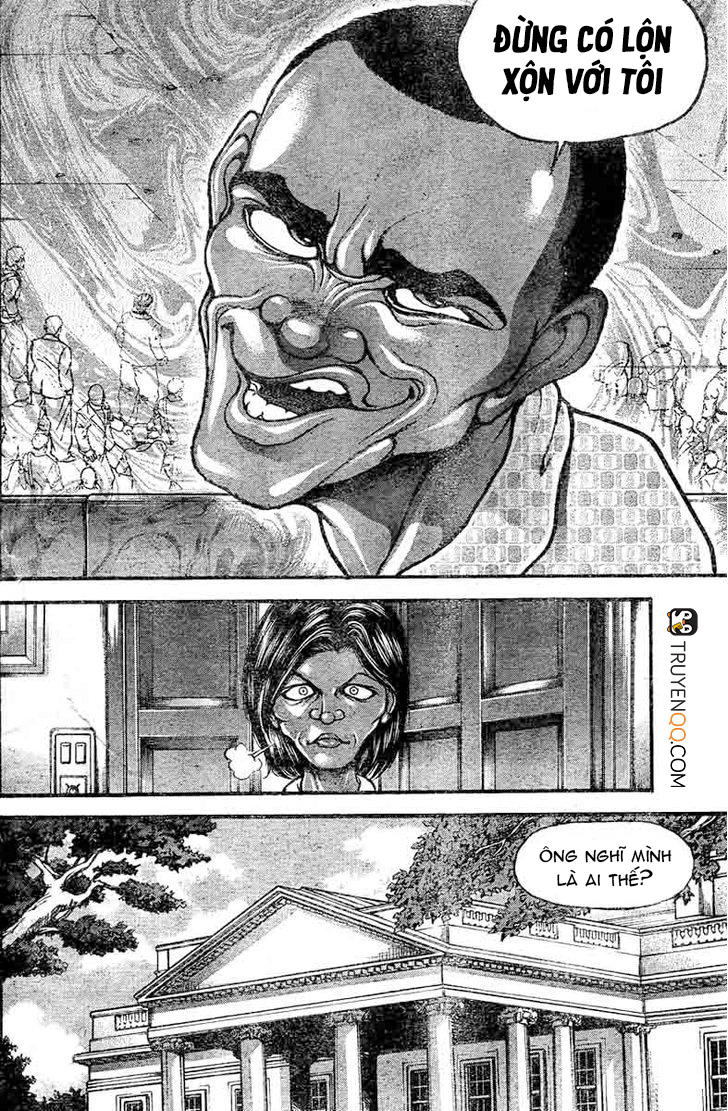 ĐỪNG CÓ LỘN
XỘN VỚI TÔI
TRUYENQQ.COM
ÔNG NGHĨ MÌNH
LÀ AI THẾ?